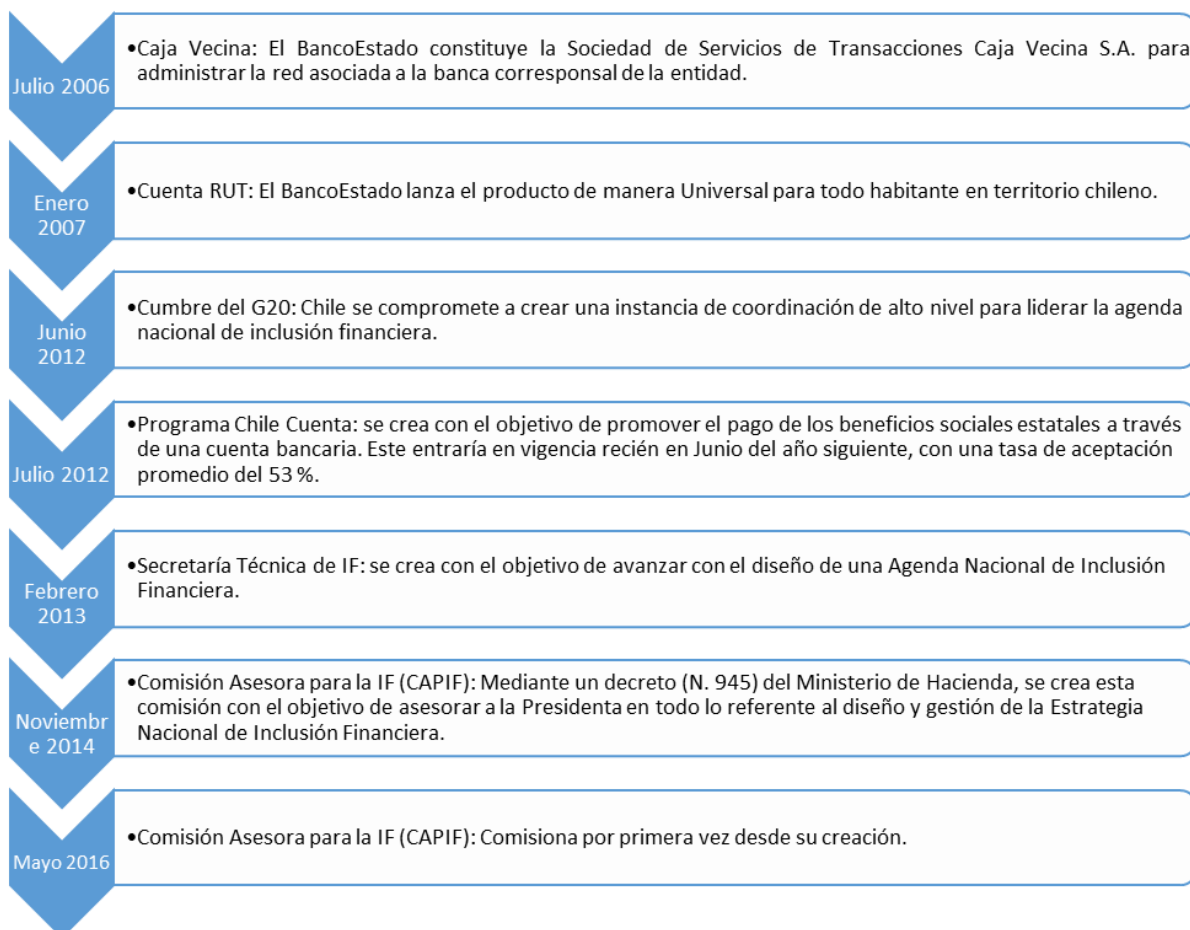 Julio 2006
•Caja Vecina: El BancoEstado constituye la Sociedad de Servicios de Transacciones Caja Vecina S.A. para
administrar la red asociada a la banca corresponsal de la entidad.
Enero
2007
•Cuenta RUT: El BancoEstado lanza el producto de manera Universal para todo habitante en territorio chileno.
Junio
2012
•Cumbre del G20: Chile se compromete a crear una instancia de coordinación de alto nivel para liderar la agenda
nacional de inclusión financiera.
Julio 2012
•Programa Chile Cuenta: se crea con el objetivo de promover el pago de los beneficios sociales estatales a través
de una cuenta bancaria. Este entraría en vigencia recién en Junio del año siguiente, con una tasa de aceptación
promedio del 53 %.
Febrero
2013
•Secretaría Técnica de IF: se crea con el objetivo de avanzar con el diseño de una Agenda Nacional de Inclusión
Financiera.
Noviembr
e 2014
•Comisión Asesora para la IF (CAPIF): Mediante un decreto (N. 945) del Ministerio de Hacienda, se crea esta
comisión con el objetivo de asesorar a la Presidenta en todo lo referente al diseño y gestión de la Estrategia
Nacional de Inclusión Financiera.
Mayo 2016
•Comisión Asesora para la IF (CAPIF): Comisiona por primera vez desde su creación.